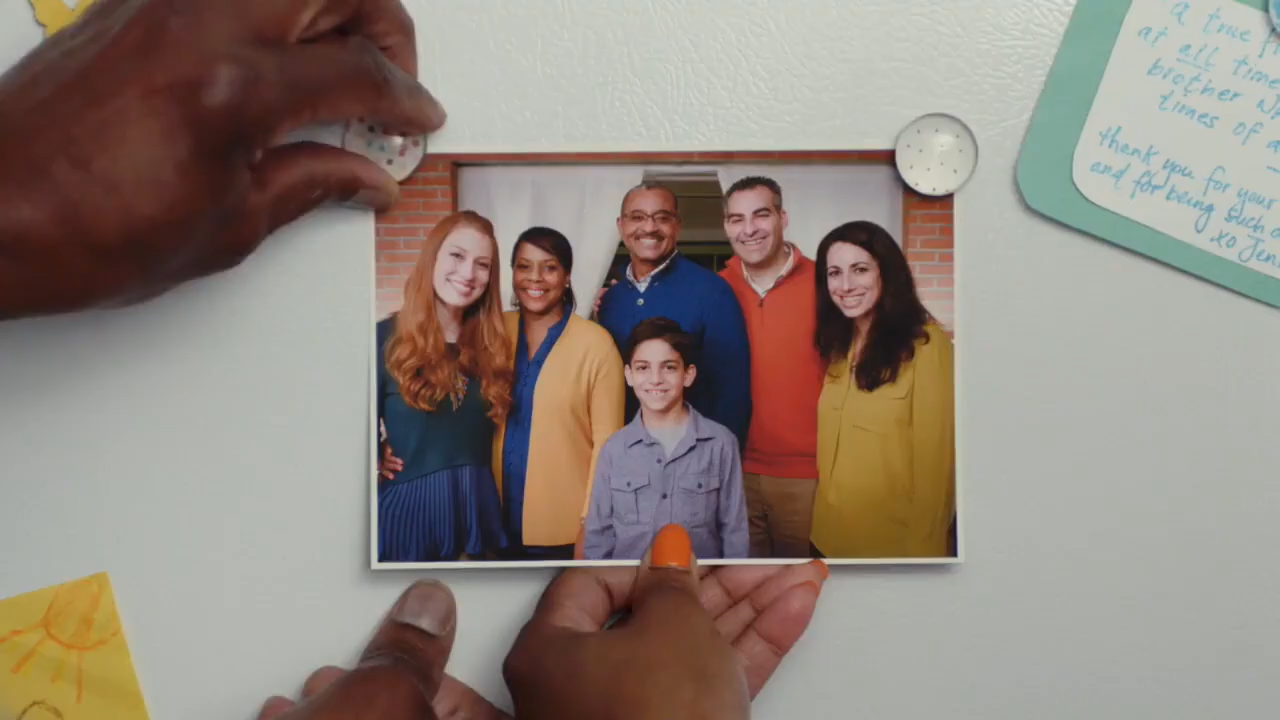 a true
at all time
brother
times of a
thank you for your
and for being such a
xo Jen